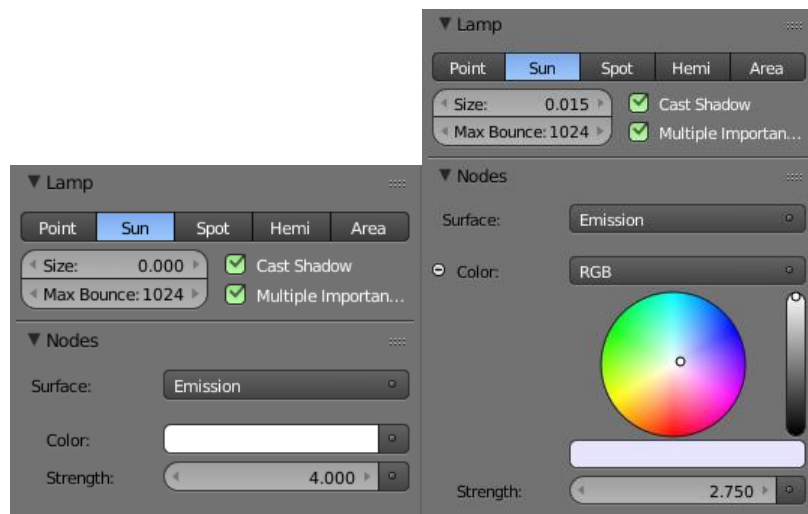 Lamp
Point Sun Spot Hemi Area
Size: 0.000
Cast Shadow
Max Bounce: 1024
Multiple Importan...
Nodes
Surface: Emission
Color:
Strength: 4.000
Lamp
Point Sun Spot Hemi Area
Size: 0.015
Cast Shadow
Max Bounce: 1024
Multiple Importan...
Nodes
Surface: Emission
Color: RGB
Strength: 2.750